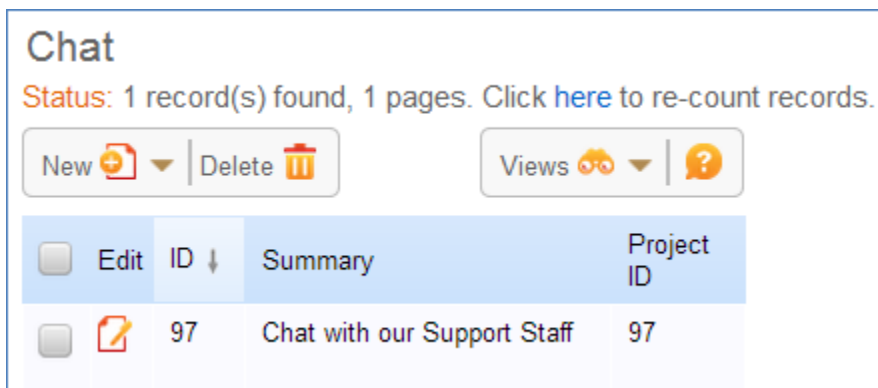 Chat
Status: 1 record(s) found, 1 pages. Click here to re-count records.
New Delete Views ?
Edit ID Summary Project ID
97 Chat with our Support Staff 97